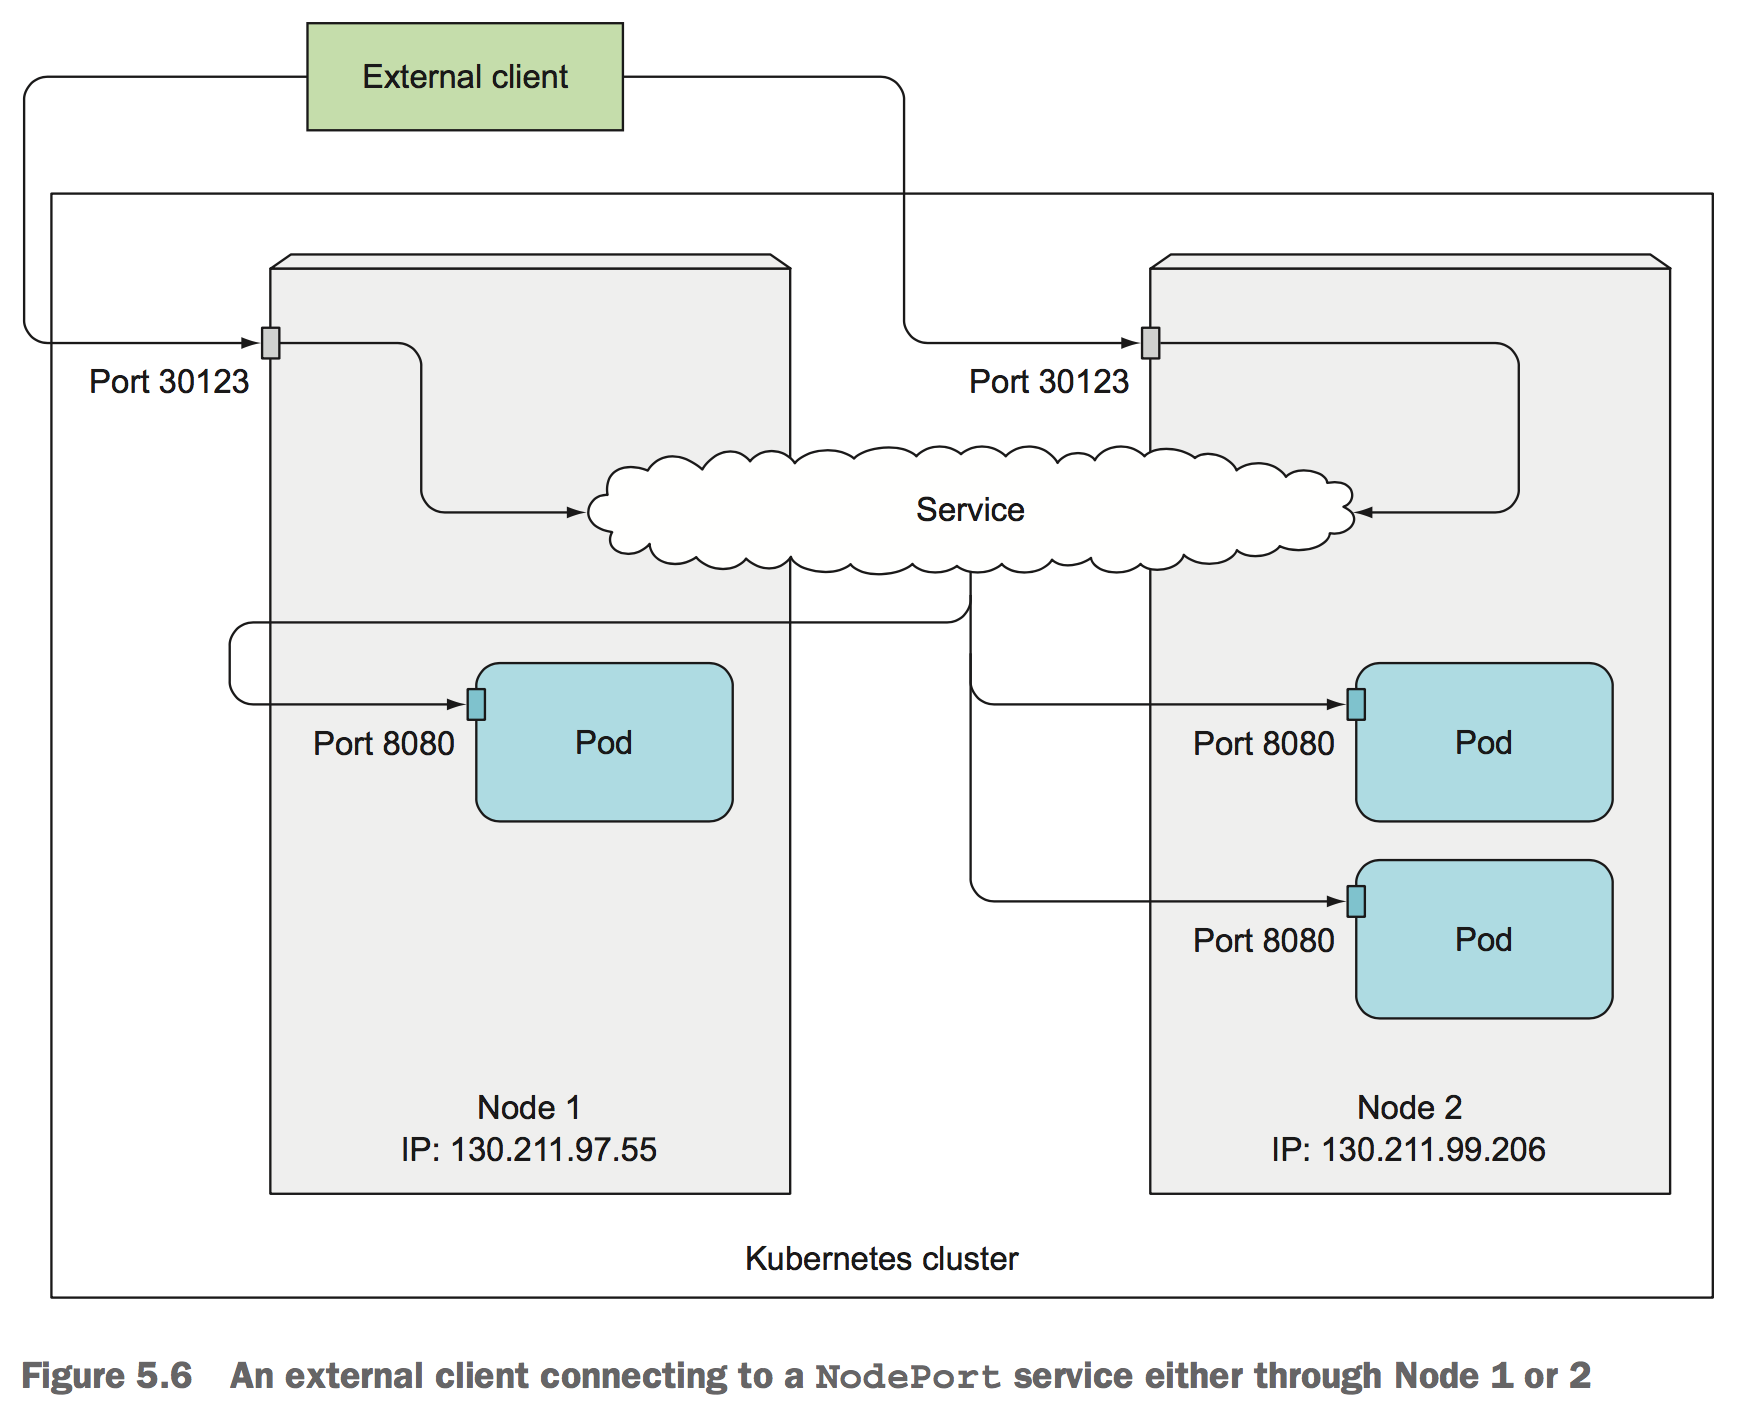 External client
Port 30123
Port 30123
Service
Port 8080
Pod
Port 8080
Pod
Port 8080
Pod
Node 1
IP: 130.211.97.55
Node 2
IP: 130.211.99.206
Kubernetes cluster
Figure 5.6 An external client connecting to a NodePort service either through Node 1 or 2